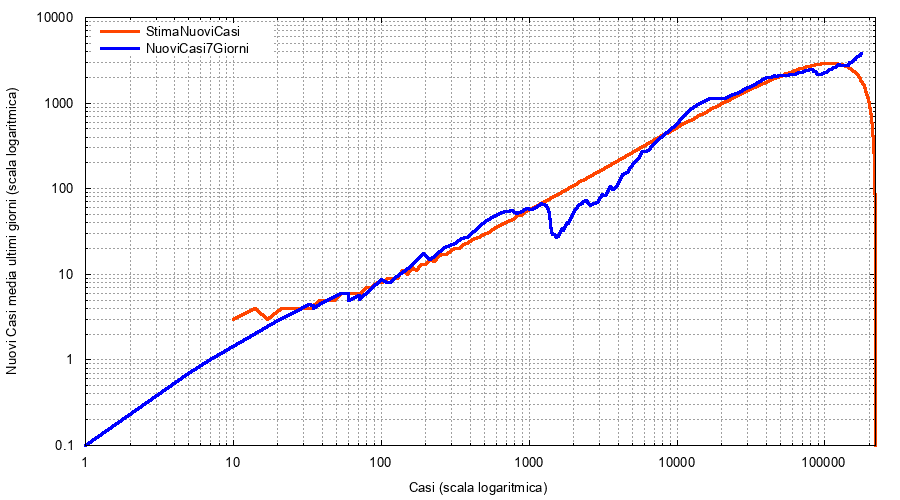 10000
StimaNuoviCasi
NuoviCasi7Giorni
1000
100
10
1
0.1
Nuovi Casi media ultimi giorni (scala logaritmica)
1 10 100 1000 10000 100000
Casi (scala logaritmica)